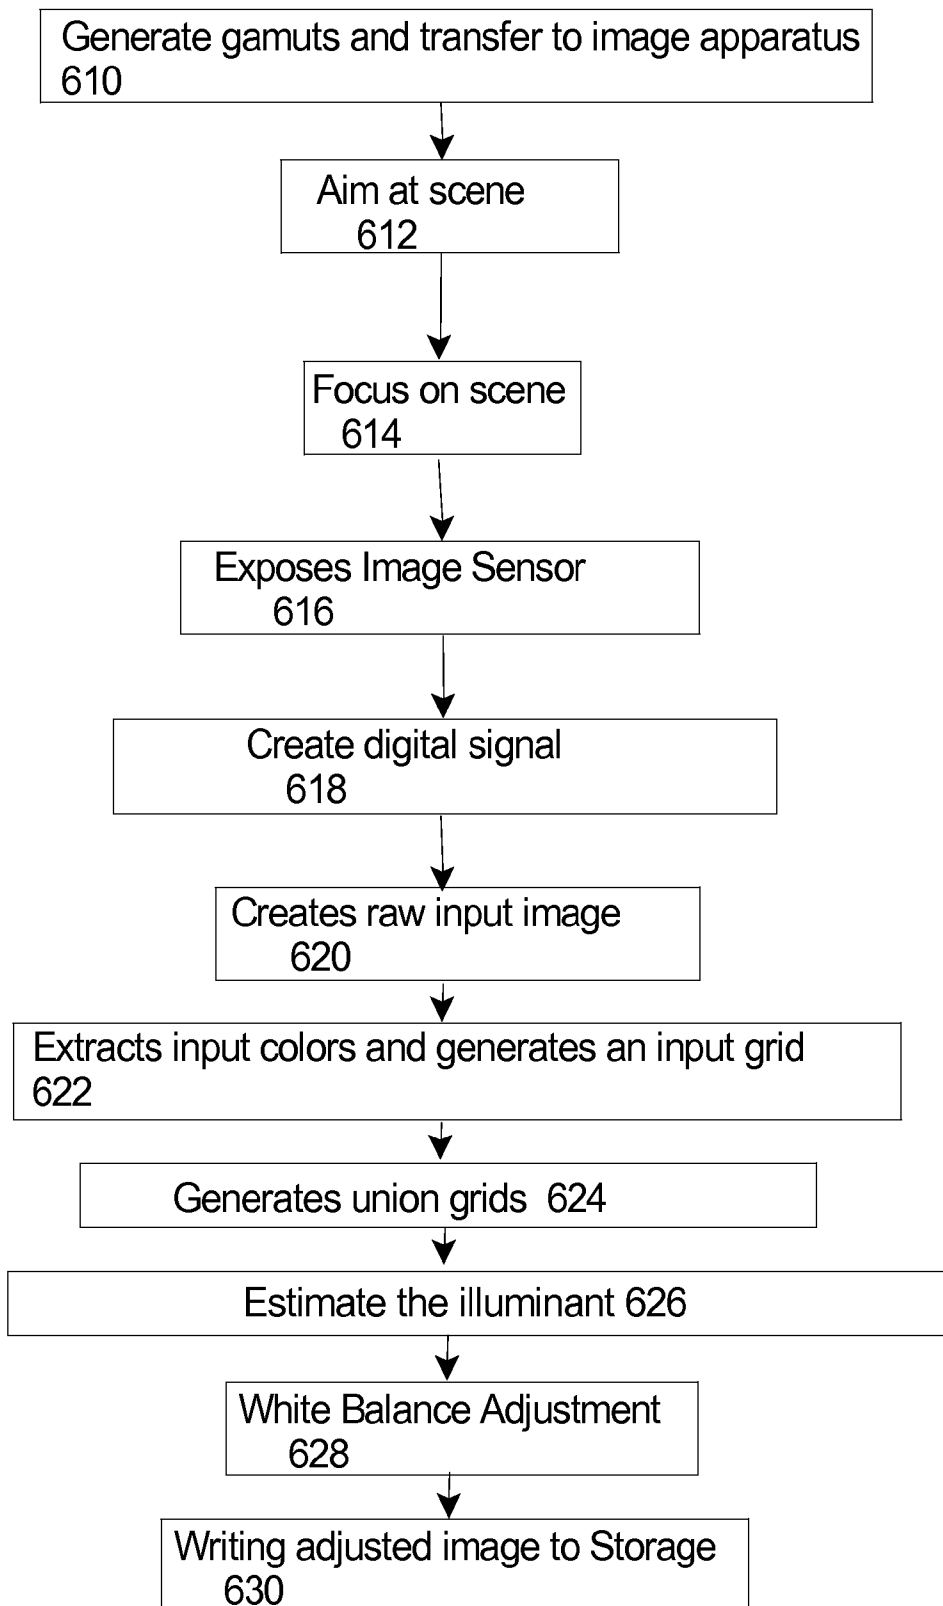 Generate gamuts and transfer to image apparatus
610
Aim at scene
612
Focus on scene
614
Exposes Image Sensor
616
Create digital signal
618
Creates raw input image
620
Extracts input colors and generates an input grid
622
Generates union grids 624
Estimate the illuminant 626
White Balance Adjustment
628
Writing adjusted image to Storage
630